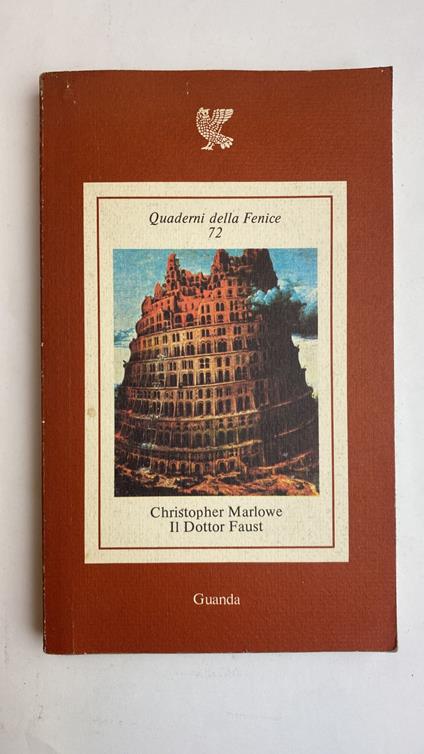 Quaderni della Fenice
72
Christopher Marlowe
Il Dottor Faust
Guanda